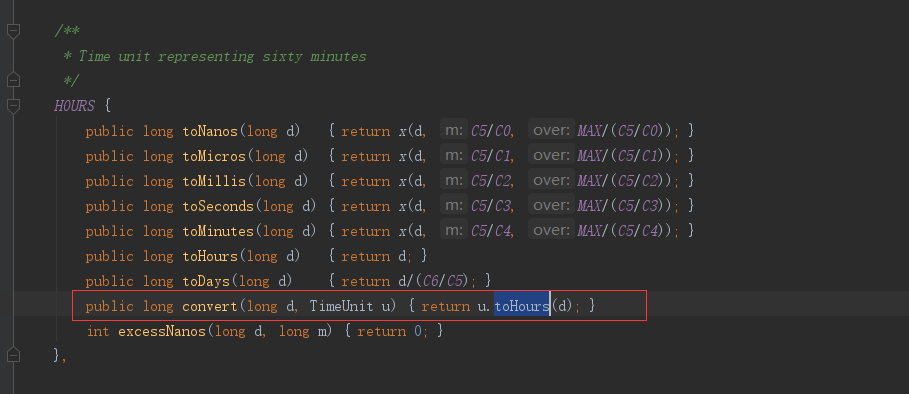 /**
 * Time unit representing sixty minutes
 */
HOURS {
    public long toNanos(long d)   { return x(d, m: C5/C0, over: MAX/(C5/C0)); }
    public long toMicros(long d)  { return x(d, m: C5/C1, over: MAX/(C5/C1)); }
    public long toMillis(long d)  { return x(d, m: C5/C2, over: MAX/(C5/C2)); }
    public long toSeconds(long d) { return x(d, m: C5/C3, over: MAX/(C5/C3)); }
    public long toMinutes(long d) { return x(d, m: C5/C4, over: MAX/(C5/C4)); }
    public long toHours(long d)   { return d; }
    public long toDays(long d)    { return d/(C6/C5); }
    public long convert(long d, TimeUnit u) { return u.toHours(d); }
    int excessNanos(long d, long m) { return 0; }
},